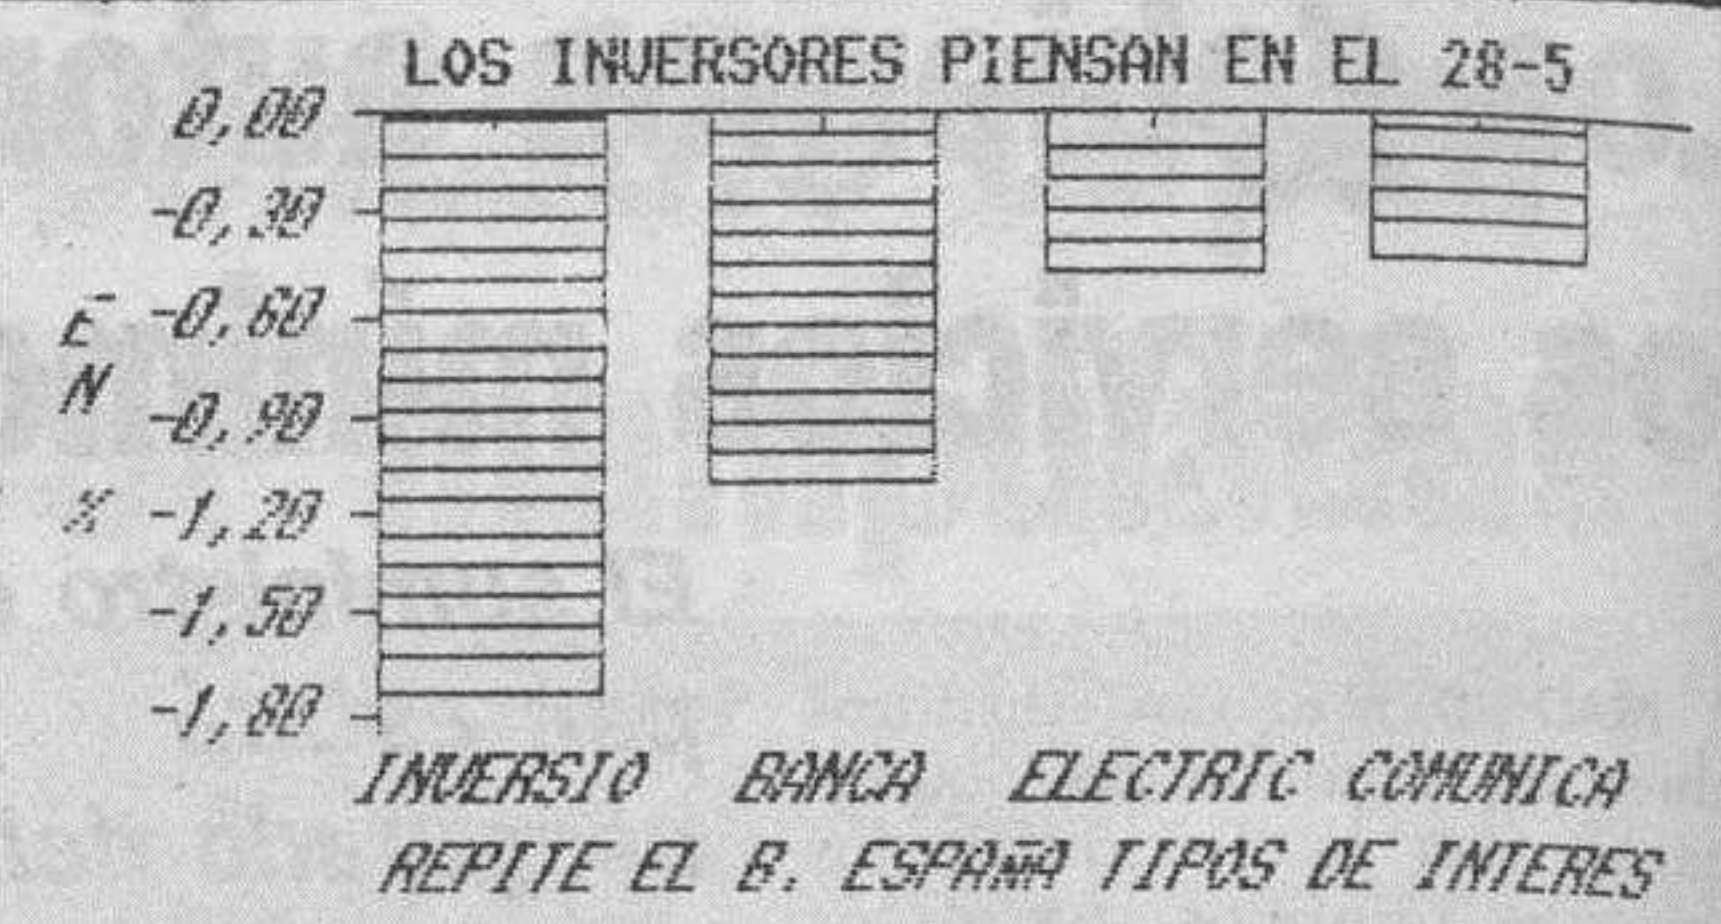 LOS INVERSORES PIENSAN EN EL 28-5
0,00
-0,30
-0,60
-0,90
-1,20
-1,50
-1,80
EN %
INVERSIO BANCA ELECTRIC COMUNICA
REPITE EL B. ESPAÑA TIPOS DE INTERES